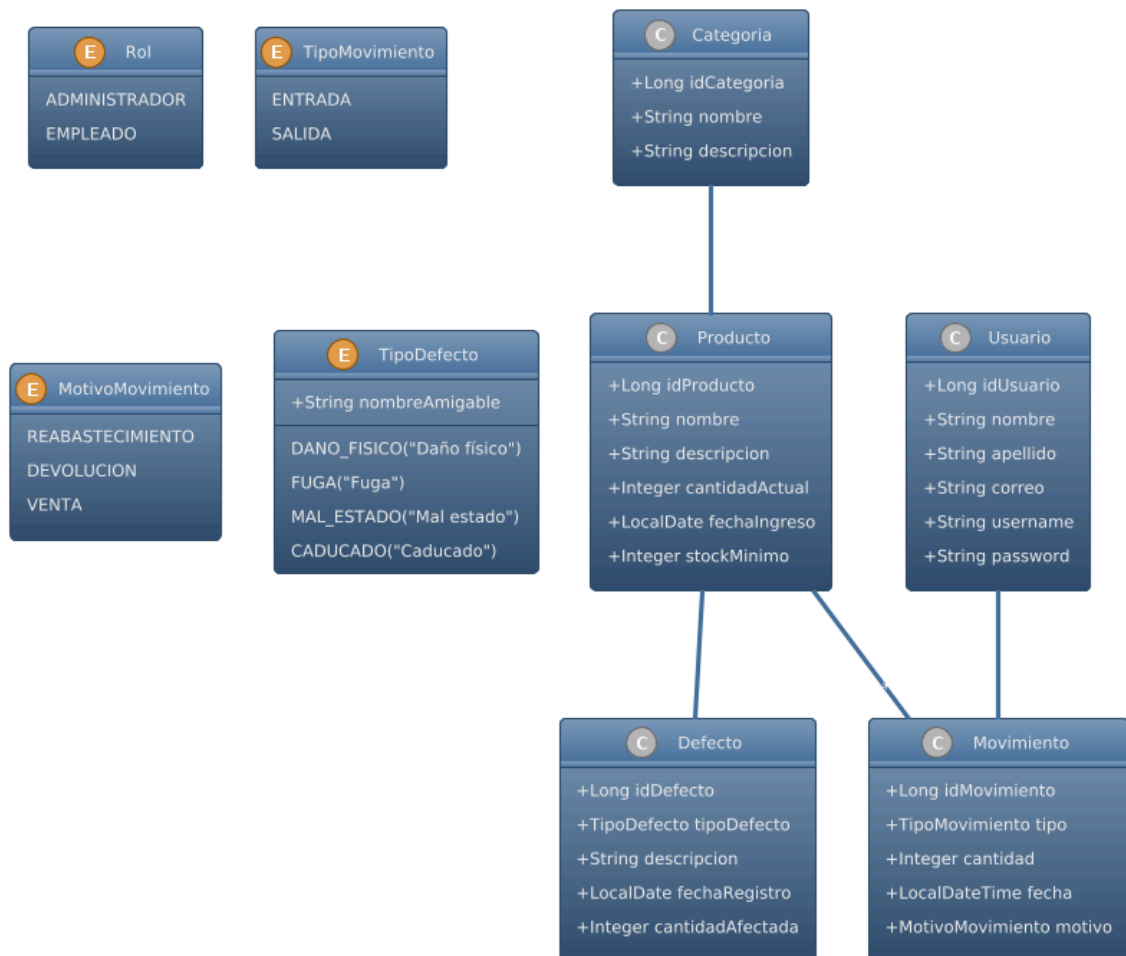 E Rol
ADMINISTRADOR
EMPLEADO
E TipoMovimiento
ENTRADA
SALIDA
C Categoria
+Long idCategoria
+String nombre
+String descripcion
E MotivoMovimiento
REABASTECIMIENTO
DEVOLUCION
VENTA
E TipoDefecto
+String nombreAmigable
DANO_FISICO("Daño físico")
FUGA("Fuga")
MAL_ESTADO("Mal estado")
CADUCADO("Caducado")
C Producto
+Long idProducto
+String nombre
+String descripcion
+Integer cantidadActual
+LocalDate fechaIngreso
+Integer stockMinimo
C Usuario
+Long idUsuario
+String nombre
+String apellido
+String correo
+String username
+String password
C Defecto
+Long idDefecto
+TipoDefecto tipoDefecto
+String descripcion
+LocalDate fechaRegistro
+Integer cantidadAfectada
C Movimiento
+Long idMovimiento
+TipoMovimiento tipo
+Integer cantidad
+LocalDateTime fecha
+MotivoMovimiento motivo